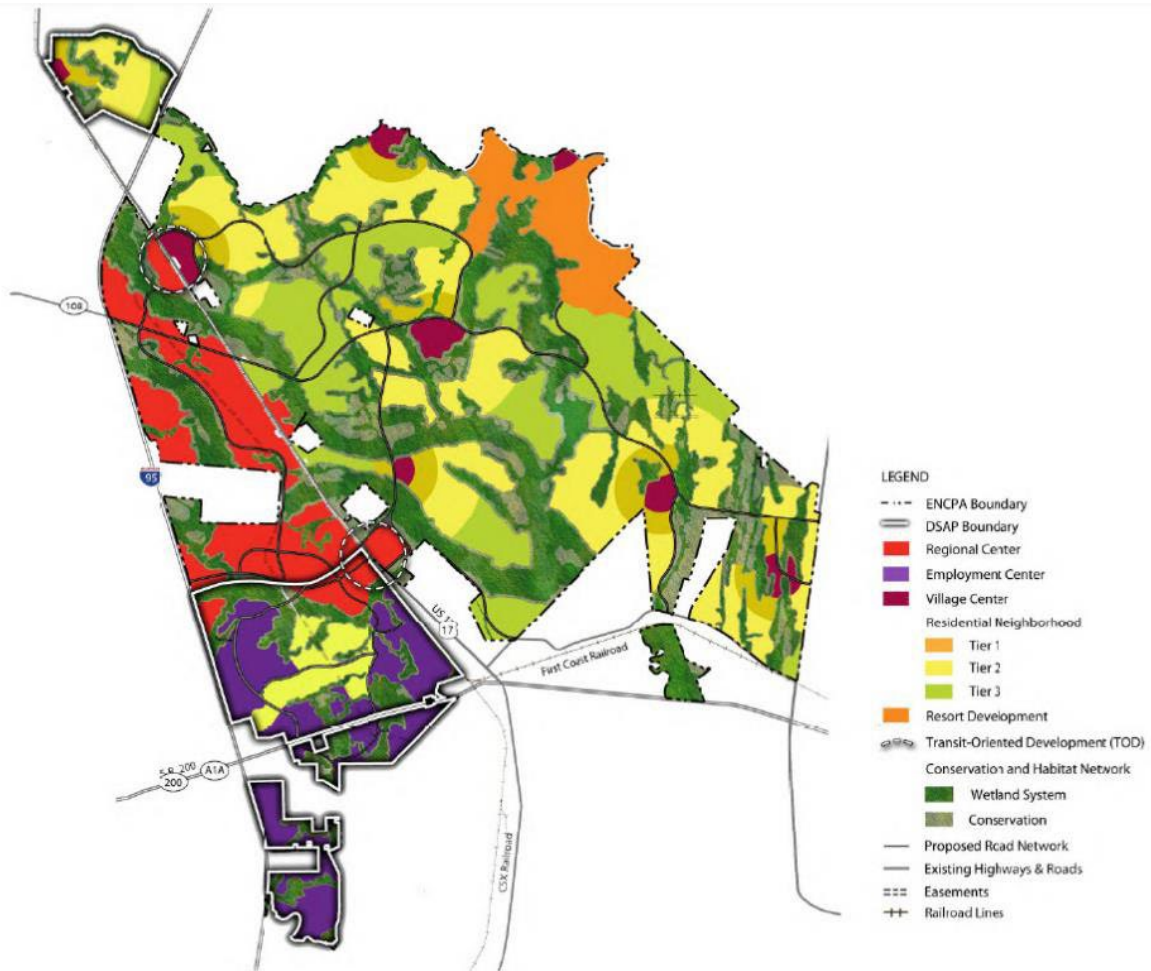 108
95
US 1
17
First Coast Railroad
S.R. 200
200
A1A
CSX Railroad
LEGEND
ENCPA Boundary
DSAP Boundary
Regional Center
Employment Center
Village Center
Residential Neighborhood
Tier 1
Tier 2
Tier 3
Resort Development
Transit-Oriented Development (TOD)
Conservation and Habitat Network
Wetland System
Conservation
Proposed Road Network
Existing Highways & Roads
Easements
Railroad Lines